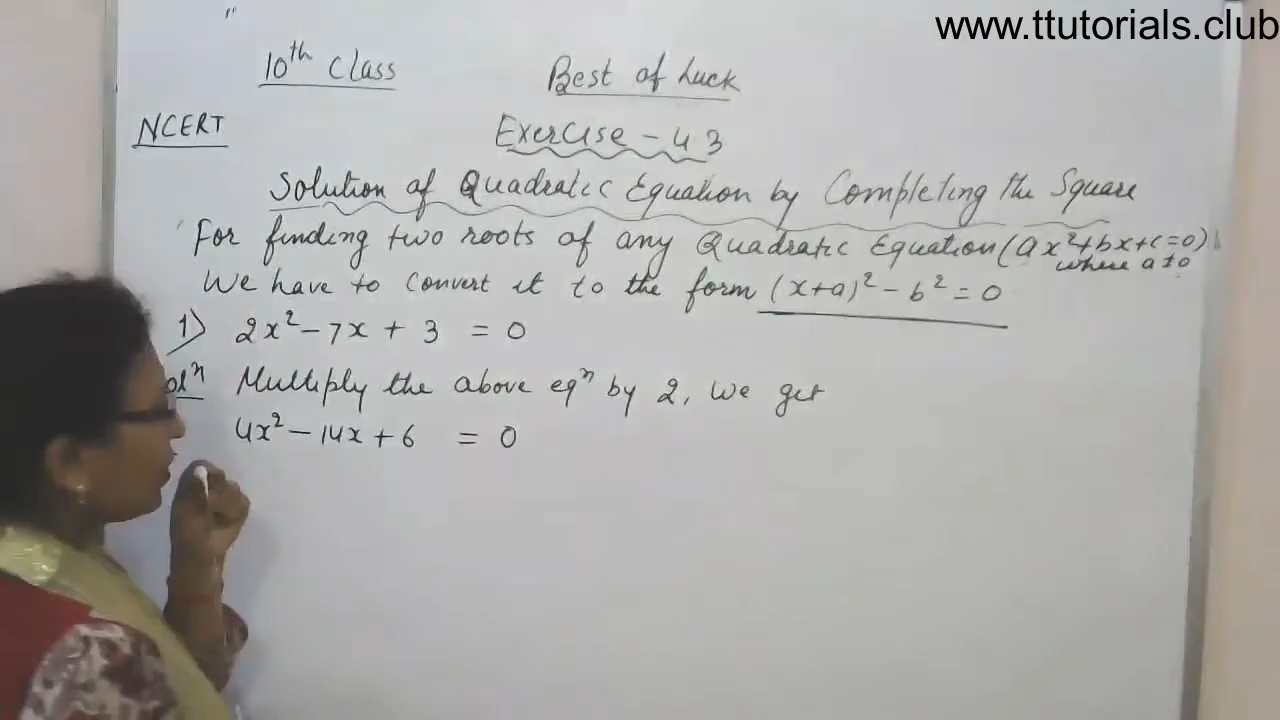 www.ttutorials.club
10th Class Best of Luck
NCERT
Exercise - 4.3
Solution of Quadratic Equation by Completing the Square
For finding two roots of any Quadratic Equation (ax²+bx+c=0)
where a≠0
We have to convert it to the form (x+a)² - b² = 0
1) 2x² - 7x + 3 = 0
olⁿ Multiply the above eqⁿ by 2, we get
4x² - 14x + 6 = 0